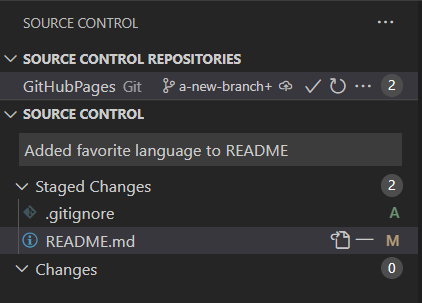 SOURCE CONTROL
SOURCE CONTROL REPOSITORIES
GitHubPages Git a-new-branch+ 2
SOURCE CONTROL
Added favorite language to README
Staged Changes 2
.gitignore A
README.md M
Changes 0